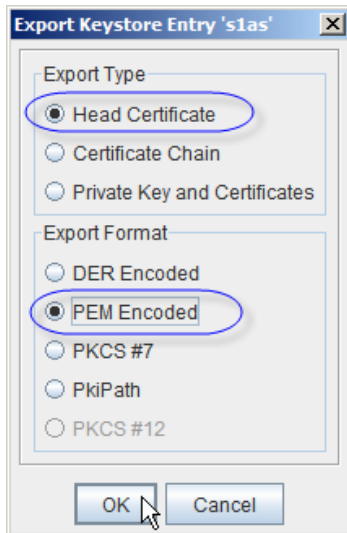 Export Keystore Entry 's1as'
Export Type
Head Certificate
Certificate Chain
Private Key and Certificates
Export Format
DER Encoded
PEM Encoded
PKCS #7
PkiPath
PKCS #12
OK Cancel